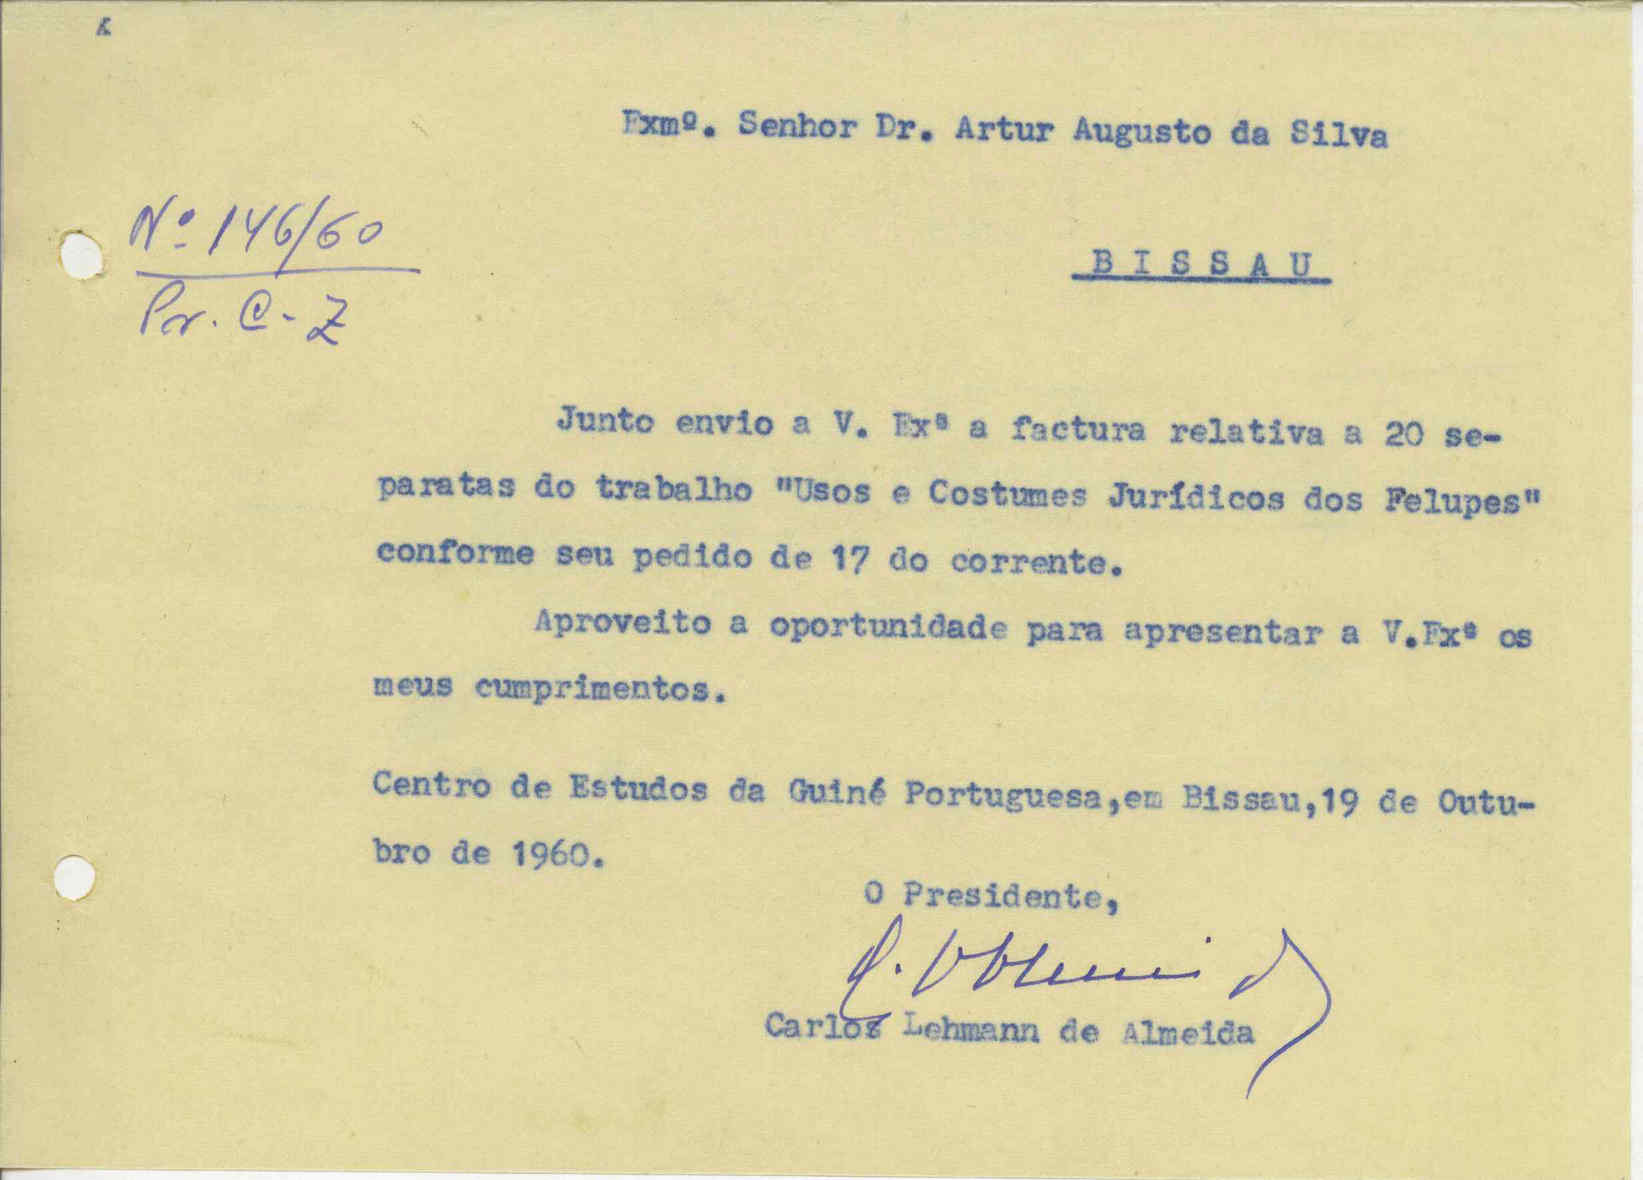 Exmº. Senhor Dr. Artur Augusto da Silva
Nº 146/60
BISSAU
Pr. C-Z
Junto envio a V. Exª a factura relativa a 20 se-
paratas do trabalho "Usos e Costumes Jurídicos dos Felupes"
conforme seu pedido de 17 do corrente.
Aproveito a oportunidade para apresentar a V.Exª os
meus cumprimentos.
Centro de Estudos da Guiné Portuguesa,em Bissau,19 de Outu-
bro de 1960.
O Presidente,
Carlos Lehmann de Almeida